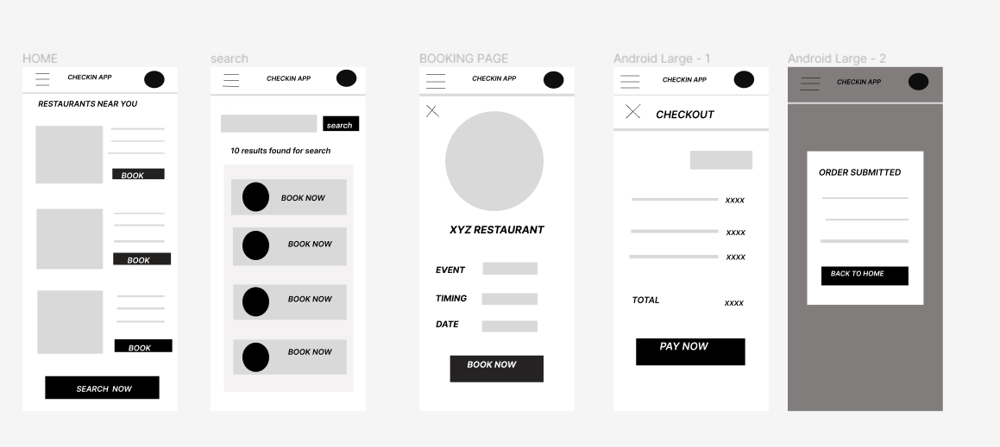 HOME
CHECKIN APP
RESTAURANTS NEAR YOU
BOOK
BOOK
BOOK
SEARCH NOW
search
CHECKIN APP
search
10 results found for search
BOOK NOW
BOOK NOW
BOOK NOW
BOOK NOW
BOOKING PAGE
CHECKIN APP
XYZ RESTAURANT
EVENT
TIMING
DATE
BOOK NOW
Android Large - 1
CHECKIN APP
CHECKOUT
xxxx
xxxx
xxxx
TOTAL xxxx
PAY NOW
Android Large - 2
CHECKIN APP
ORDER SUBMITTED
BACK TO HOME